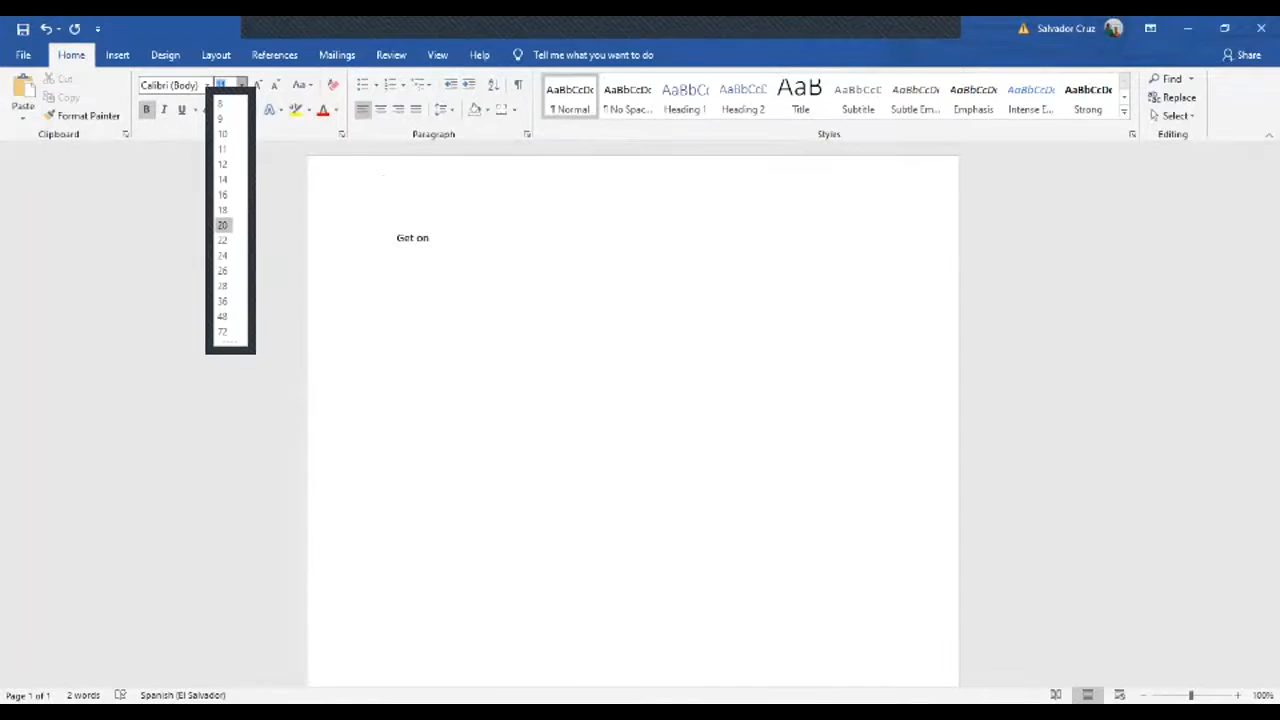 Salvador Cruz
File Home Insert Design Layout References Mailings Review View Help Tell me what you want to do Share
Paste
Cut
Copy
Format Painter
Clipboard
Calibri (Body)
Aa
B I U
A A
8
9
10
11
12
14
16
18
20
22
24
26
28
36
48
72
Paragraph
AaBbCcDc AaBbCcDc AaBbCc AaBbCcD AaB AaBbCcD AaBbCcDc AaBbCcDc AaBbCcDc AaBbCcDc
¶ Normal ¶ No Spac... Heading 1 Heading 2 Title Subtitle Subtle Em... Emphasis Intense E... Strong
Styles
Find
Replace
Select
Editing
Get on
Page 1 of 1 2 words Spanish (El Salvador) 100%